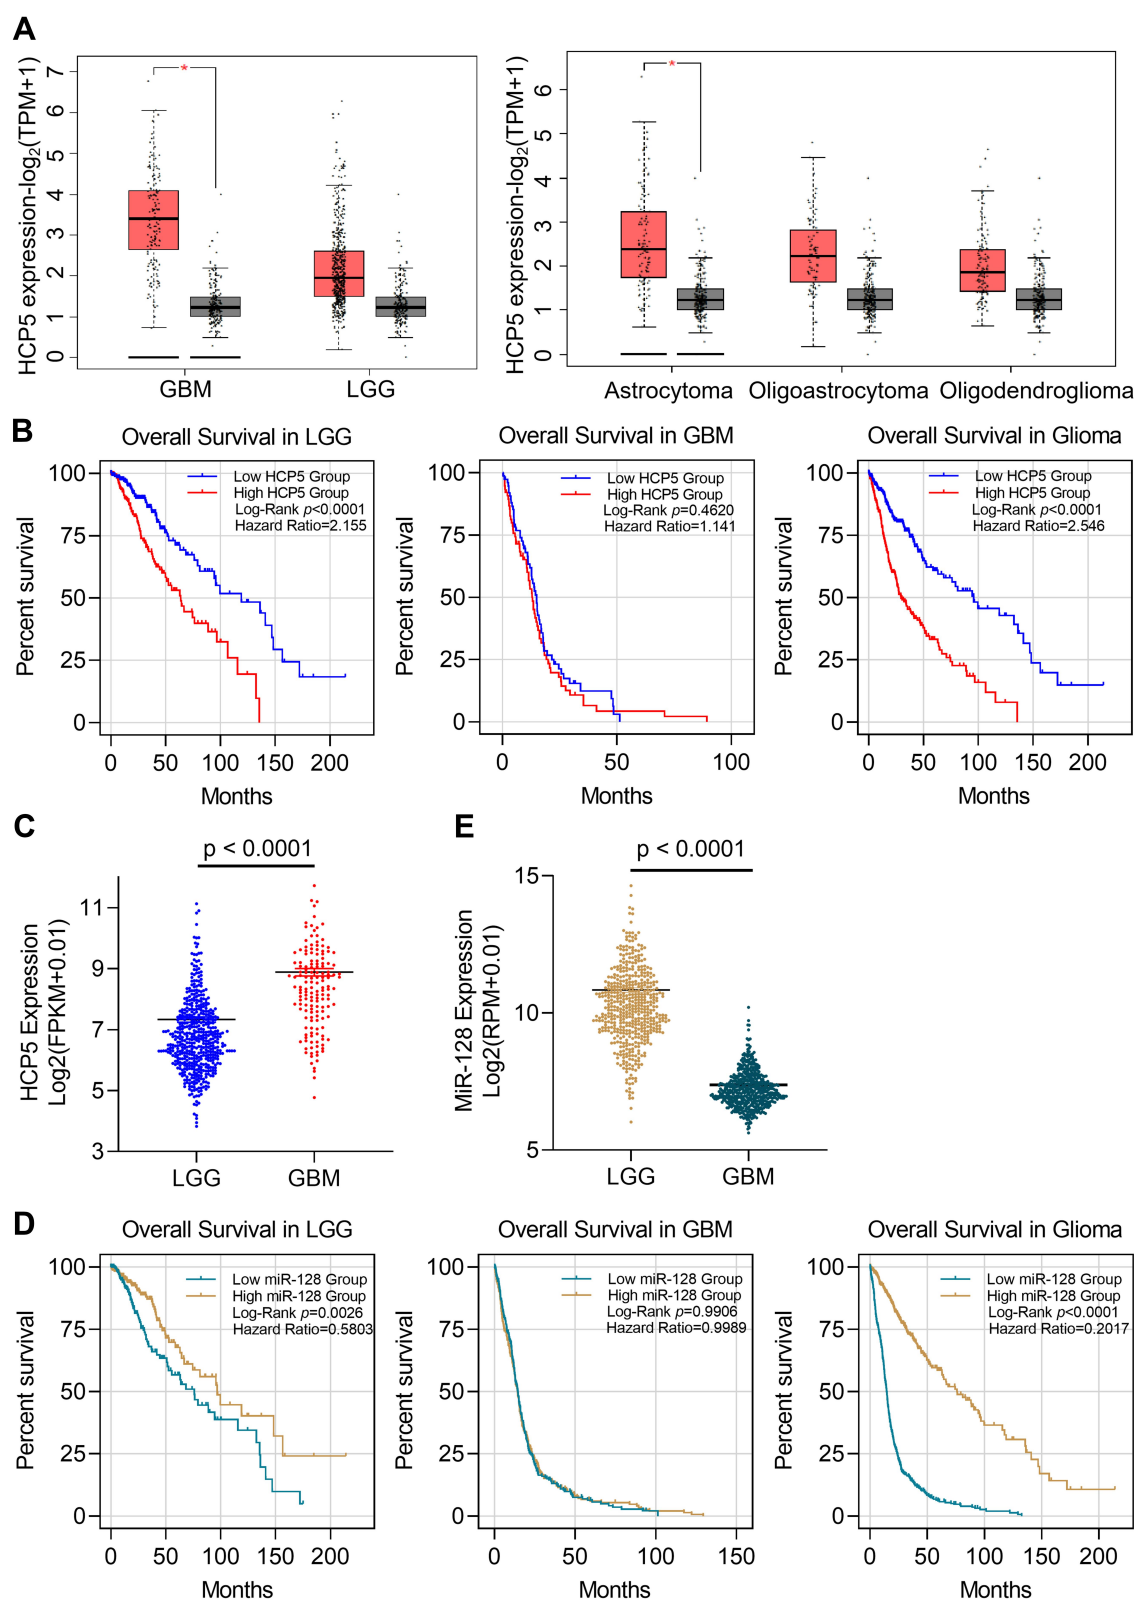 A
HCP5 expression-log2(TPM+1)
7
6
5
4
3
2
1
0
*
GBM
LGG
HCP5 expression-log2(TPM+1)
6
5
4
3
2
1
0
*
Astrocytoma
Oligoastrocytoma
Oligodendroglioma
B
Overall Survival in LGG
Percent survival
100
75
50
25
0
Low HCP5 Group
High HCP5 Group
Log-Rank p<0.0001
Hazard Ratio=2.155
0 50 100 150 200
Months
Overall Survival in GBM
Percent survival
100
75
50
25
0
Low HCP5 Group
High HCP5 Group
Log-Rank p=0.4620
Hazard Ratio=1.141
0 50 100
Months
Overall Survival in Glioma
Percent survival
100
75
50
25
0
Low HCP5 Group
High HCP5 Group
Log-Rank p<0.0001
Hazard Ratio=2.546
0 50 100 150 200
Months
C
p < 0.0001
HCP5 Expression
Log2(FPKM+0.01)
11
9
7
5
3
LGG
GBM
E
p < 0.0001
MiR-128 Expression
Log2(RPM+0.01)
15
10
5
LGG
GBM
D
Overall Survival in LGG
Percent survival
100
75
50
25
0
Low miR-128 Group
High miR-128 Group
Log-Rank p=0.0026
Hazard Ratio=0.5803
0 50 100 150 200
Months
Overall Survival in GBM
Percent survival
100
75
50
25
0
Low miR-128 Group
High miR-128 Group
Log-Rank p=0.9906
Hazard Ratio=0.9989
0 50 100 150
Months
Overall Survival in Glioma
Percent survival
100
75
50
25
0
Low miR-128 Group
High miR-128 Group
Log-Rank p<0.0001
Hazard Ratio=0.2017
0 50 100 150 200
Months